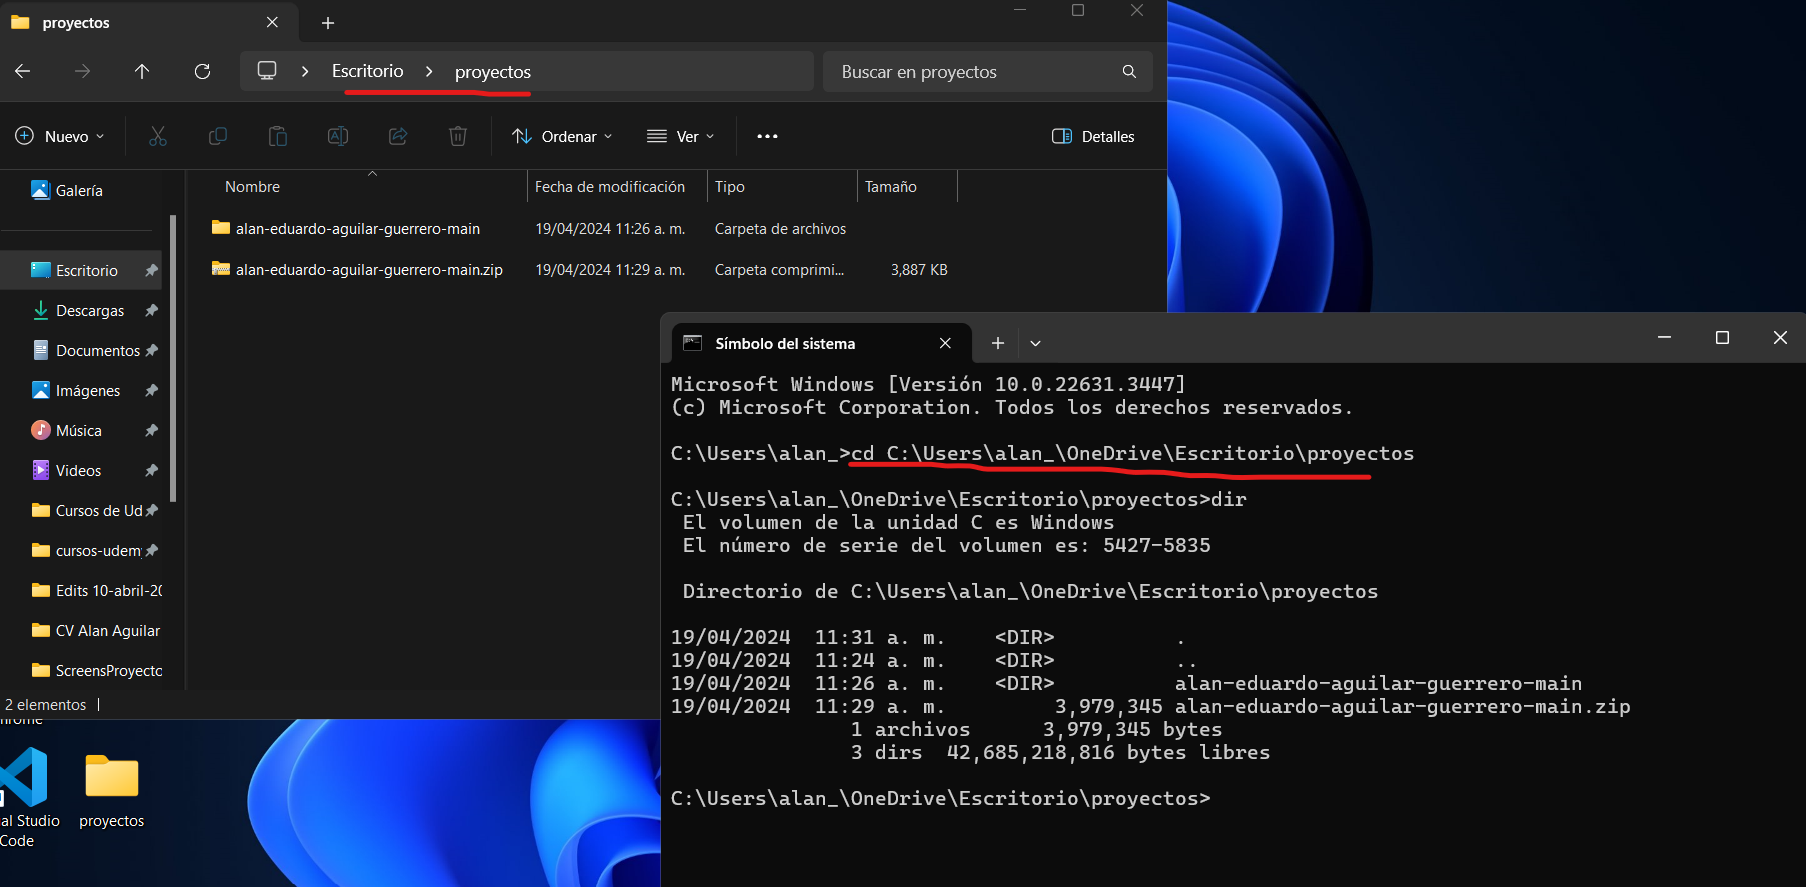 proyectos
Escritorio > proyectos
Buscar en proyectos
Nuevo
Ordenar
Ver
Detalles
Galería
Escritorio
Descargas
Documentos
Imágenes
Música
Videos
Cursos de Ud
cursos-udem
Edits 10-abril-20
CV Alan Aguilar
ScreensProyecto
Nombre Fecha de modificación Tipo Tamaño
alan-eduardo-aguilar-guerrero-main 19/04/2024 11:26 a. m. Carpeta de archivos
alan-eduardo-aguilar-guerrero-main.zip 19/04/2024 11:29 a. m. Carpeta comprimi... 3,887 KB
2 elementos
hrome
al Studio
Code
proyectos
Símbolo del sistema
Microsoft Windows [Versión 10.0.22631.3447]
(c) Microsoft Corporation. Todos los derechos reservados.
C:\Users\alan_>cd C:\Users\alan_\OneDrive\Escritorio\proyectos
C:\Users\alan_\OneDrive\Escritorio\proyectos>dir
El volumen de la unidad C es Windows
El número de serie del volumen es: 5427-5835
Directorio de C:\Users\alan_\OneDrive\Escritorio\proyectos
19/04/2024 11:31 a. m. <DIR> .
19/04/2024 11:24 a. m. <DIR> ..
19/04/2024 11:26 a. m. <DIR> alan-eduardo-aguilar-guerrero-main
19/04/2024 11:29 a. m. 3,979,345 alan-eduardo-aguilar-guerrero-main.zip
1 archivos 3,979,345 bytes
3 dirs 42,685,218,816 bytes libres
C:\Users\alan_\OneDrive\Escritorio\proyectos>